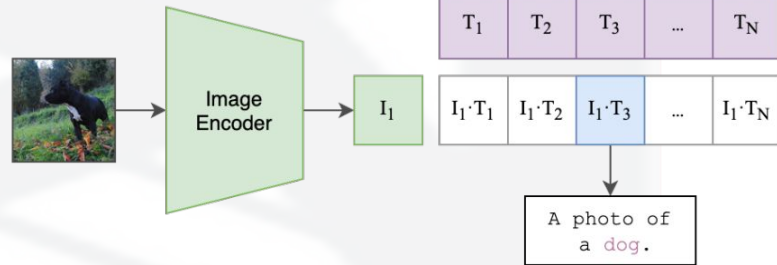 T1 T2 T3 ... TN
Image
Encoder
I1
I1·T1 I1·T2 I1·T3 ... I1·TN
A photo of
a dog.